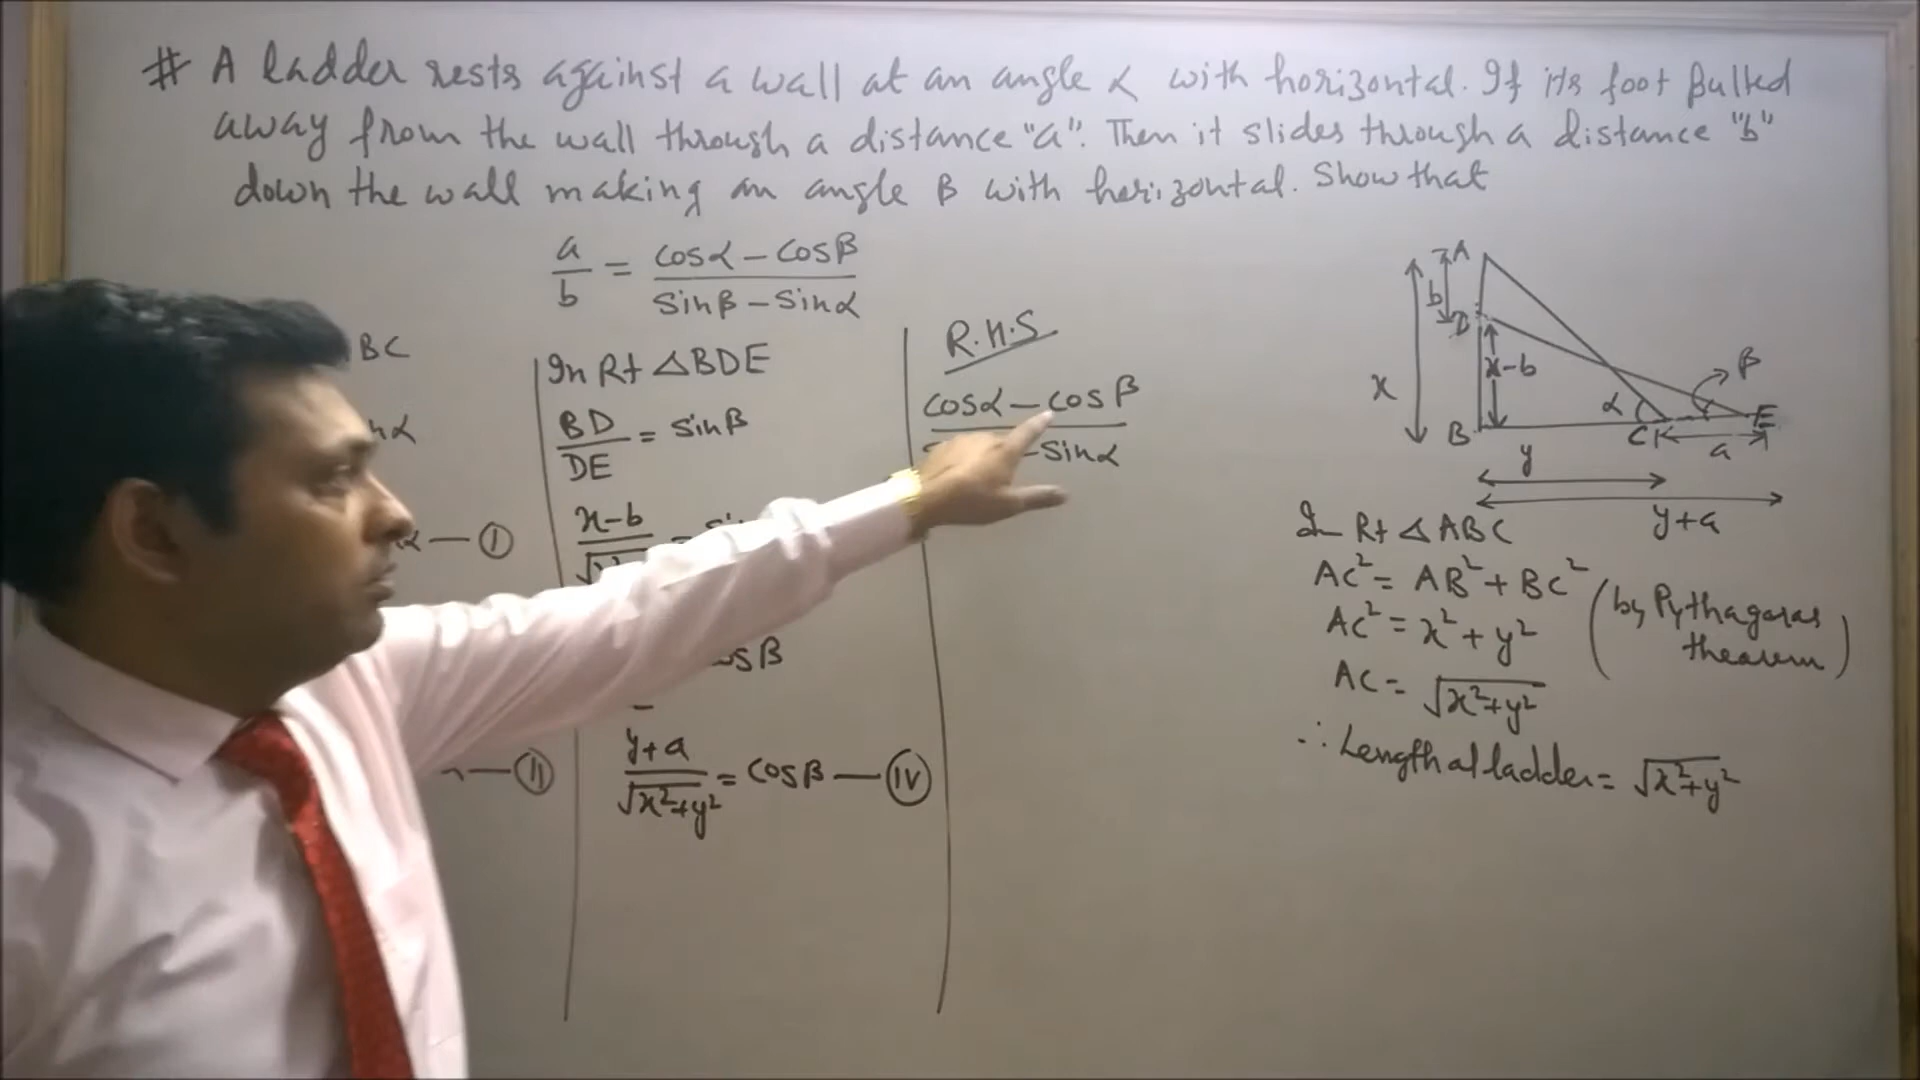 # A ladder rests against a wall at an angle α with horizontal. If its foot pulled
away from the wall through a distance "a". Then it slides through a distance "b"
down the wall making an angle β with horizontal. Show that
a/b = (cosα - cosβ)/(sinβ - sinα)
BC
α
— I
— II
In Rt △BDE
BD/DE = sinβ
x-b
cosβ
(y+a)/√(x²+y²) = cosβ — IV
R.H.S
cosα - cosβ
- sinα
A
b
D
x
x-b
β
α
B
C
E
y
a
y+a
In Rt △ABC
AC² = AB² + BC²
AC² = x² + y² (by Pythagoras theorem)
AC = √(x²+y²)
∴ Length of ladder = √(x²+y²)